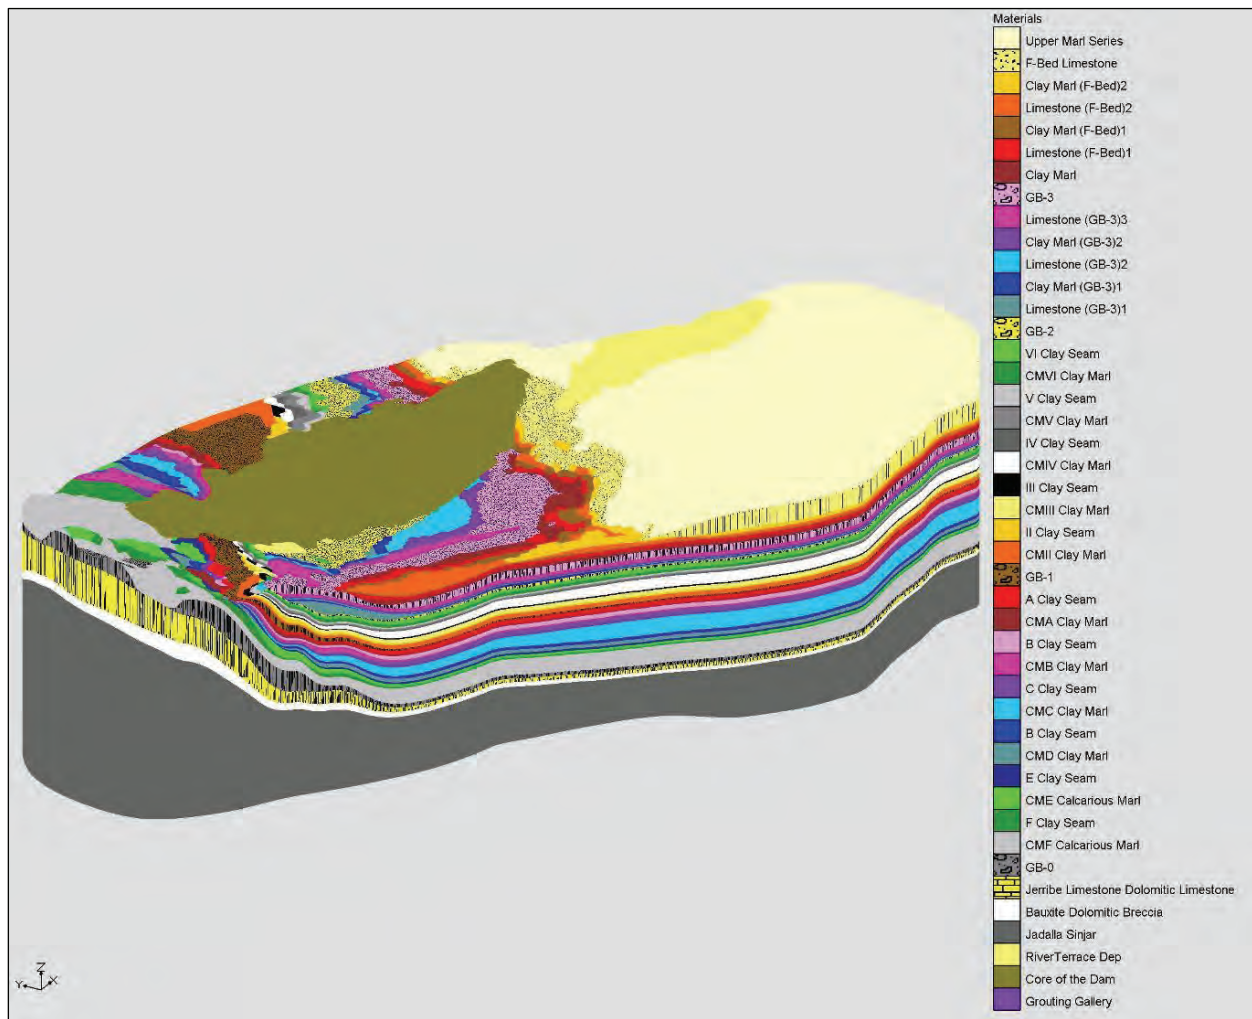 Materials
Upper Marl Series
F-Bed Limestone
Clay Marl (F-Bed)2
Limestone (F-Bed)2
Clay Marl (F-Bed)1
Limestone (F-Bed)1
Clay Marl
GB-3
Limestone (GB-3)3
Clay Marl (GB-3)2
Limestone (GB-3)2
Clay Marl (GB-3)1
Limestone (GB-3)1
GB-2
VI Clay Seam
CMVI Clay Marl
V Clay Seam
CMV Clay Marl
IV Clay Seam
CMIV Clay Marl
III Clay Seam
CMIII Clay Marl
II Clay Seam
CMII Clay Marl
GB-1
A Clay Seam
CMA Clay Marl
B Clay Seam
CMB Clay Marl
C Clay Seam
CMC Clay Marl
B Clay Seam
CMD Clay Marl
E Clay Seam
CME Calcarious Marl
F Clay Seam
CMF Calcarious Marl
GB-0
Jerribe Limestone Dolomitic Limestone
Bauxite Dolomitic Breccia
Jadalla Sinjar
RiverTerrace Dep
Core of the Dam
Grouting Gallery
Z
Y X